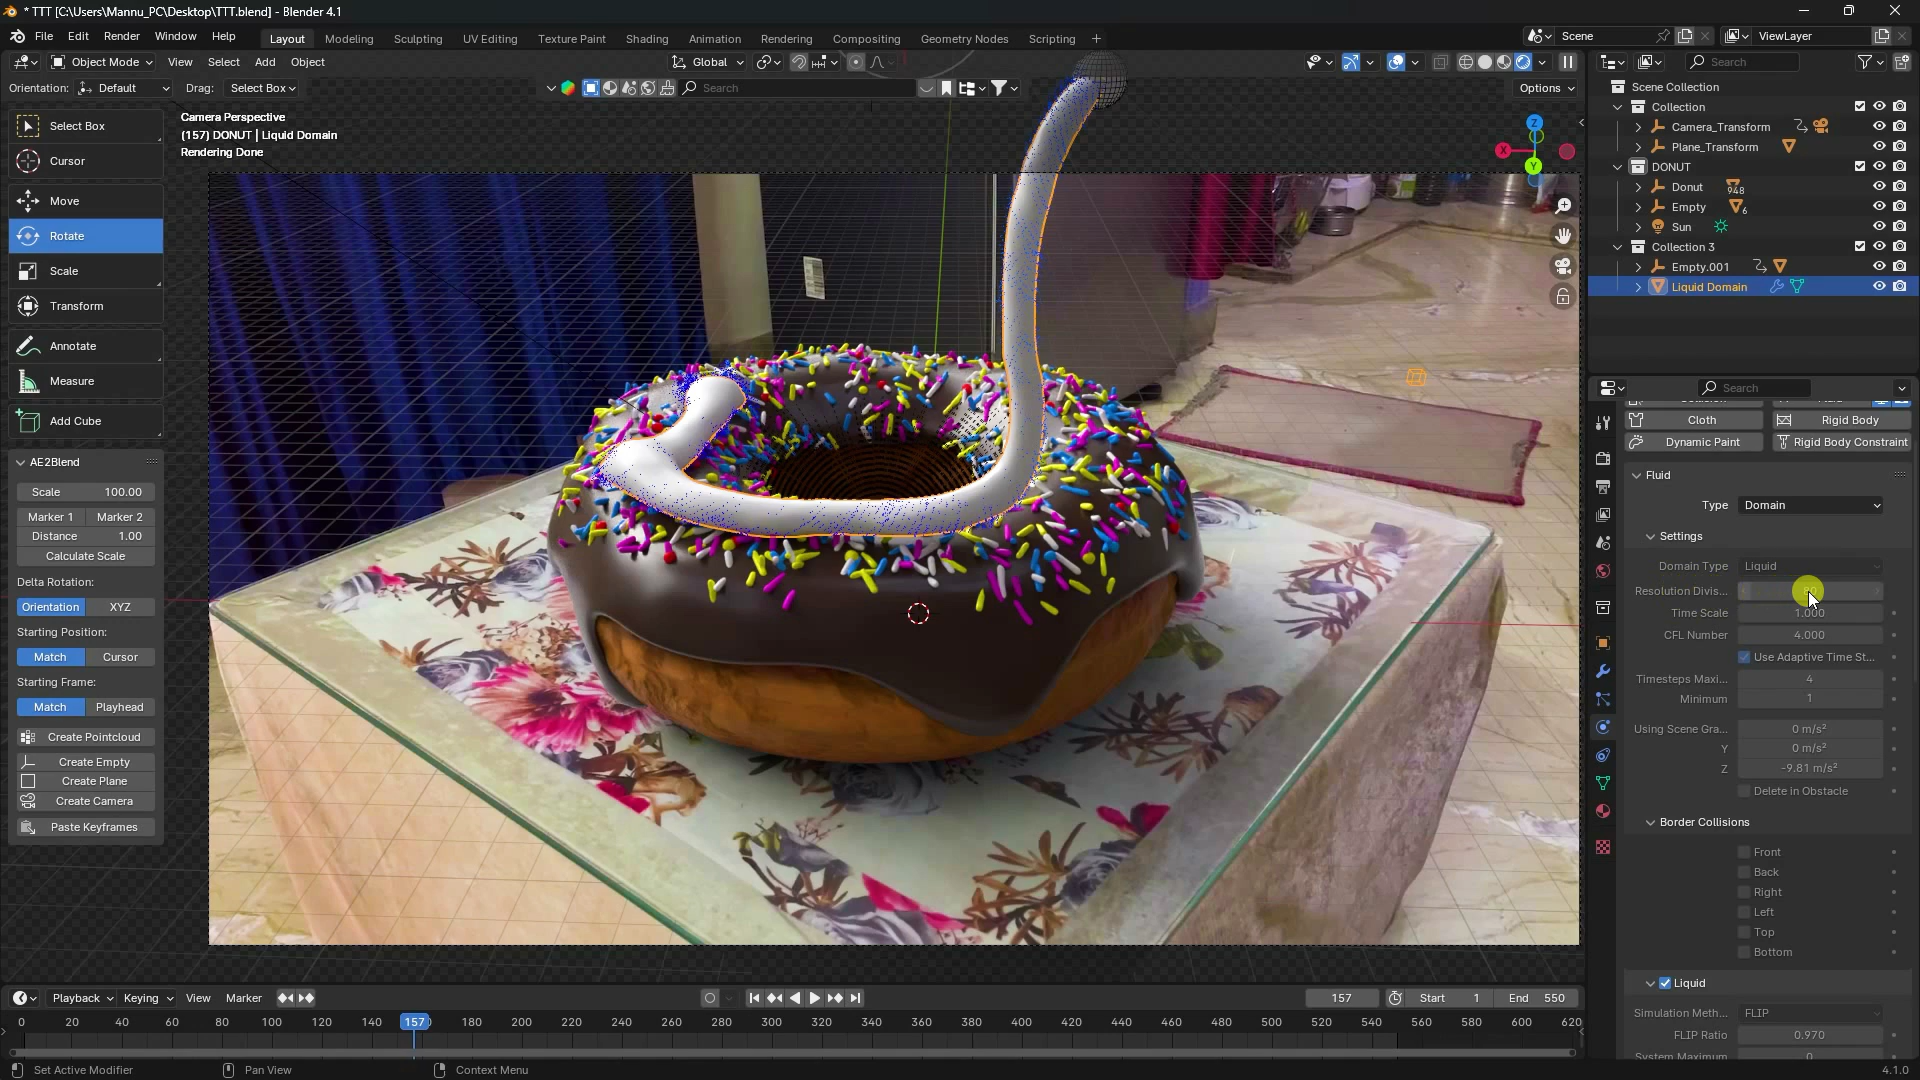 * TTT [C:\Users\Mannu_PC\Desktop\TTT.blend] - Blender 4.1
File Edit Render Window Help
Layout Modeling Sculpting UV Editing Texture Paint Shading Animation Rendering Compositing Geometry Nodes Scripting +
Scene
ViewLayer
Object Mode View Select Add Object
Global
Search
Orientation: Default Drag: Select Box
Search
Options
Scene Collection
Collection
Camera_Transform
Plane_Transform
DONUT
Donut 948
Empty 6
Sun
Collection 3
Empty.001
Liquid Domain
Camera Perspective
(157) DONUT | Liquid Domain
Rendering Done
Z
X
Y
Select Box
Cursor
Move
Rotate
Scale
Transform
Annotate
Measure
Add Cube
AE2Blend
Scale 100.00
Marker 1 Marker 2
Distance 1.00
Calculate Scale
Delta Rotation:
Orientation XYZ
Starting Position:
Match Cursor
Starting Frame:
Match Playhead
Create Pointcloud
Create Empty
Create Plane
Create Camera
Paste Keyframes
Search
Cloth Rigid Body
Dynamic Paint Rigid Body Constraint
Fluid
Type Domain
Settings
Domain Type Liquid
Resolution Divis...
Time Scale 1.000
CFL Number 4.000
Use Adaptive Time St...
Timesteps Maxi... 4
Minimum 1
Using Scene Gra... 0 m/s²
Y 0 m/s²
Z -9.81 m/s²
Delete in Obstacle
Border Collisions
Front
Back
Right
Left
Top
Bottom
Liquid
Simulation Meth... FLIP
FLIP Ratio 0.970
System Maximum 0
Playback Keying View Marker
157 Start 1 End 550
0 20 40 60 80 100 120 140 157 180 200 220 240 260 280 300 320 340 360 380 400 420 440 460 480 500 520 540 560 580 600 620
Set Active Modifier Pan View Context Menu 4.1.0